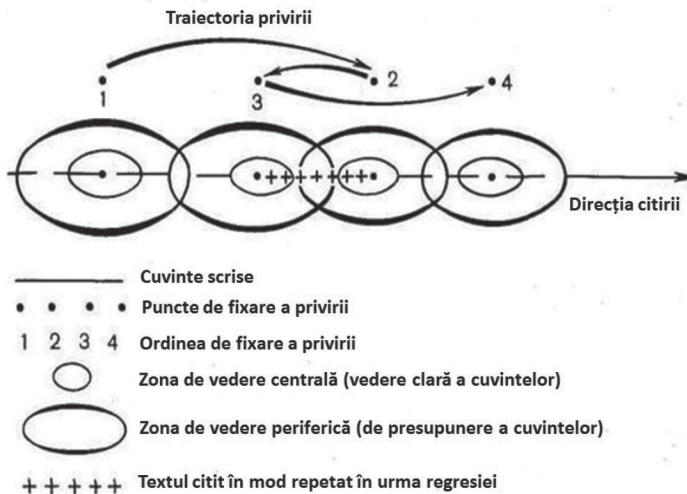 Traiectoria privirii
1 3 2 4
+++++++
Direcția citirii
Cuvinte scrise
Puncte de fixare a privirii
1 2 3 4 Ordinea de fixare a privirii
Zona de vedere centrală (vedere clară a cuvintelor)
Zona de vedere periferică (de presupunere a cuvintelor)
+ + + + + Textul citit în mod repetat în urma regresiei